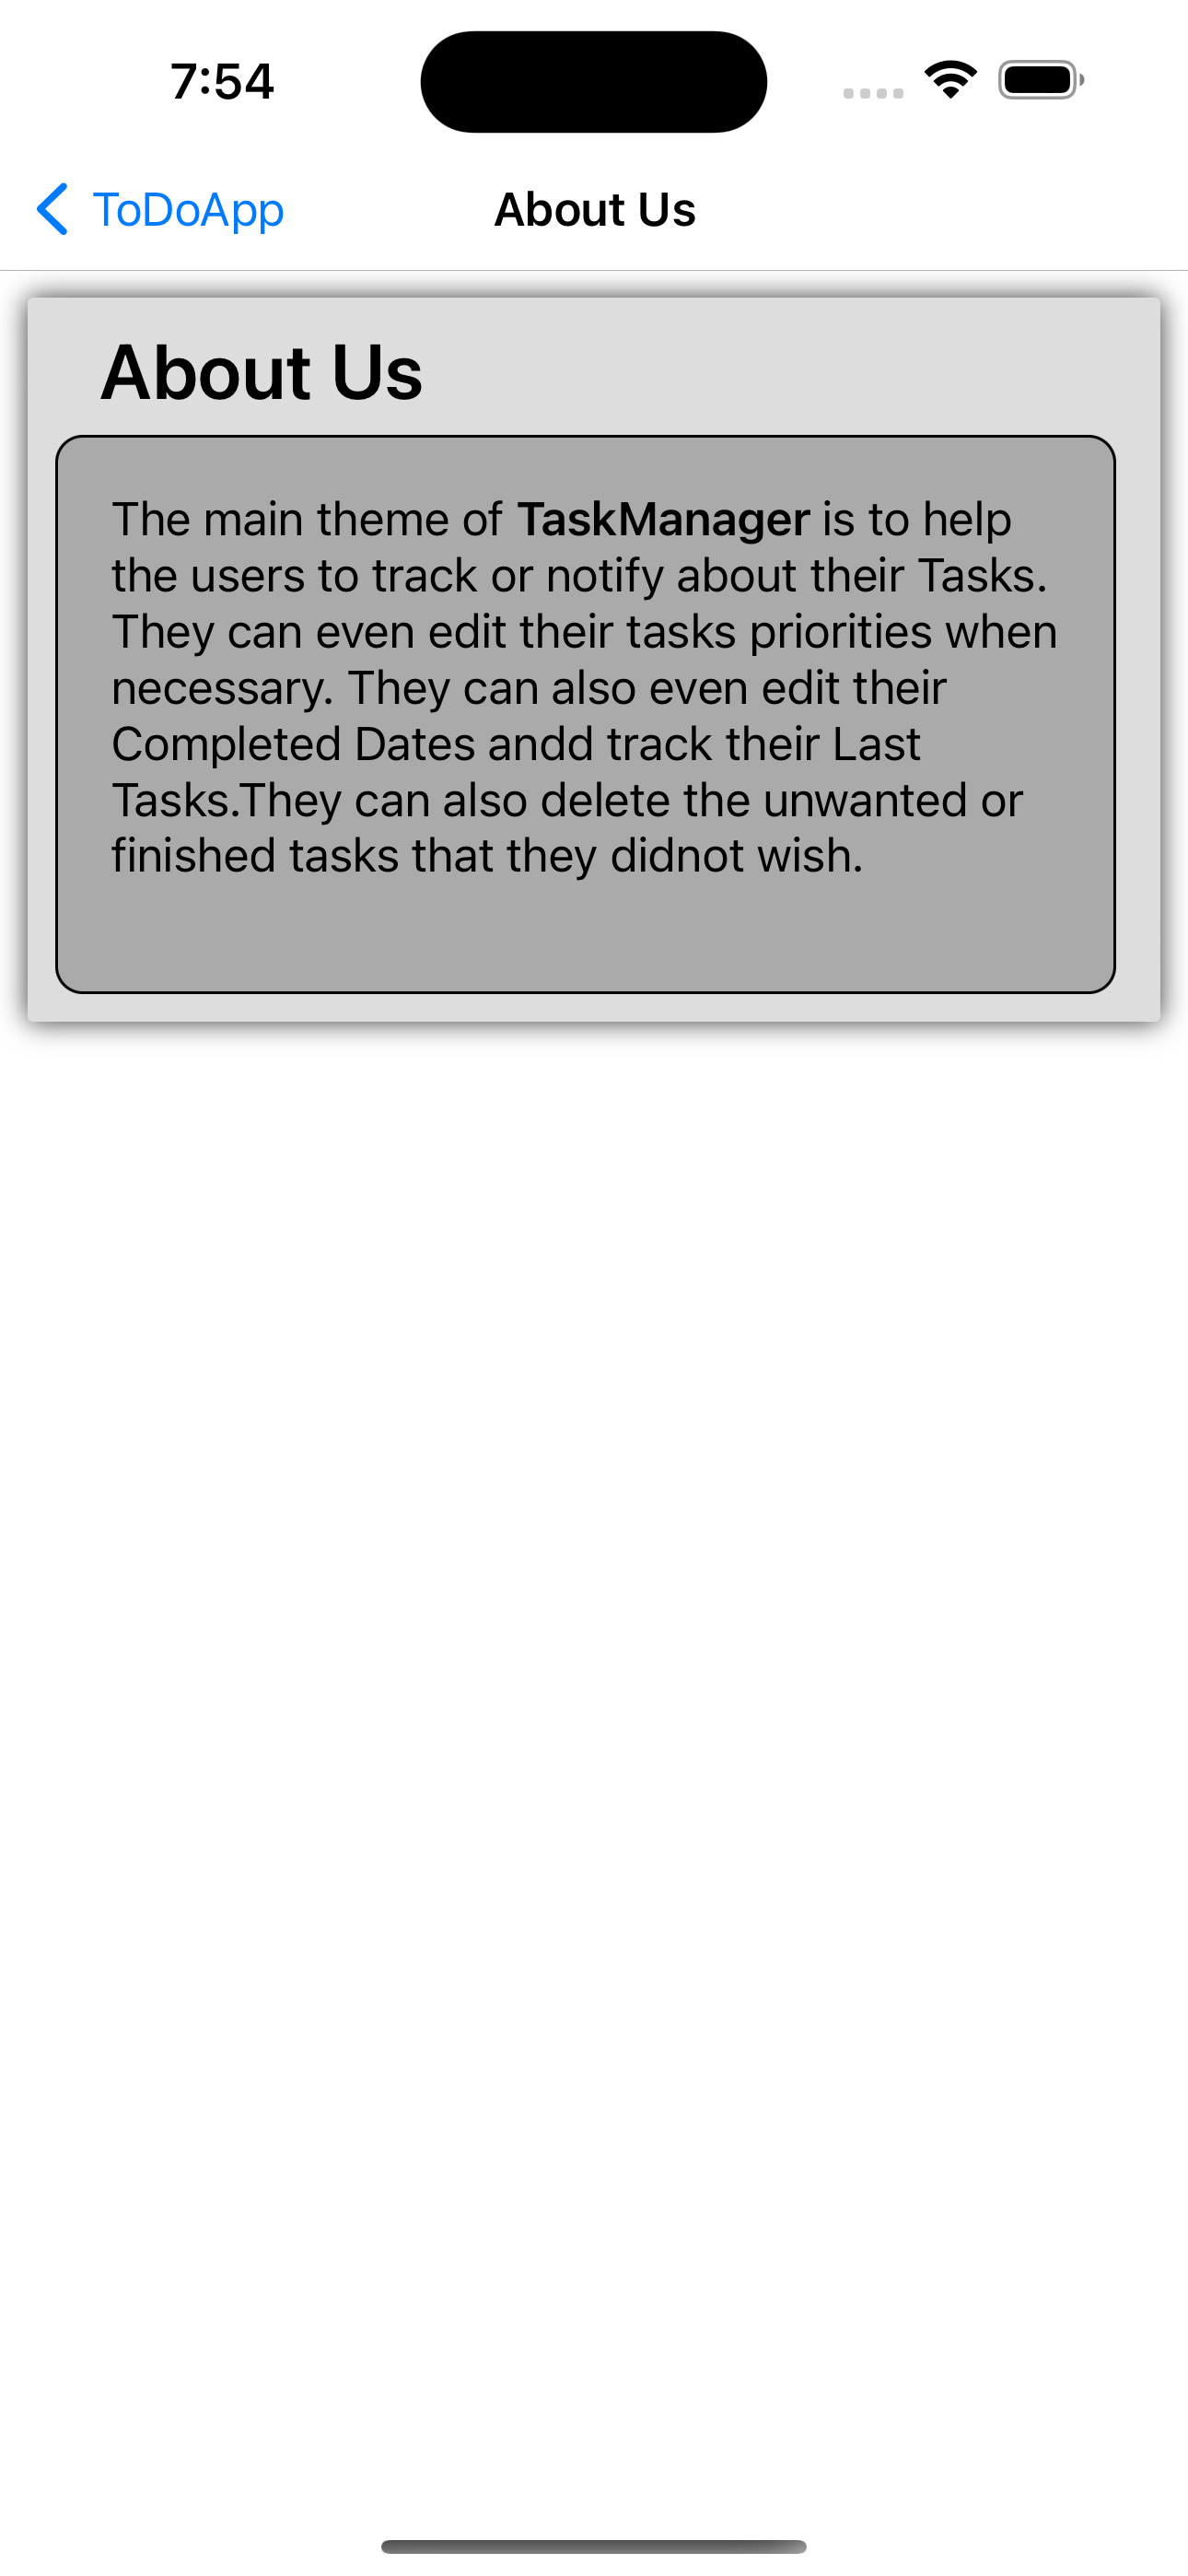 7:54
ToDoApp
About Us
About Us
The main theme of TaskManager is to help
the users to track or notify about their Tasks.
They can even edit their tasks priorities when
necessary. They can also even edit their
Completed Dates andd track their Last
Tasks.They can also delete the unwanted or
finished tasks that they didnot wish.